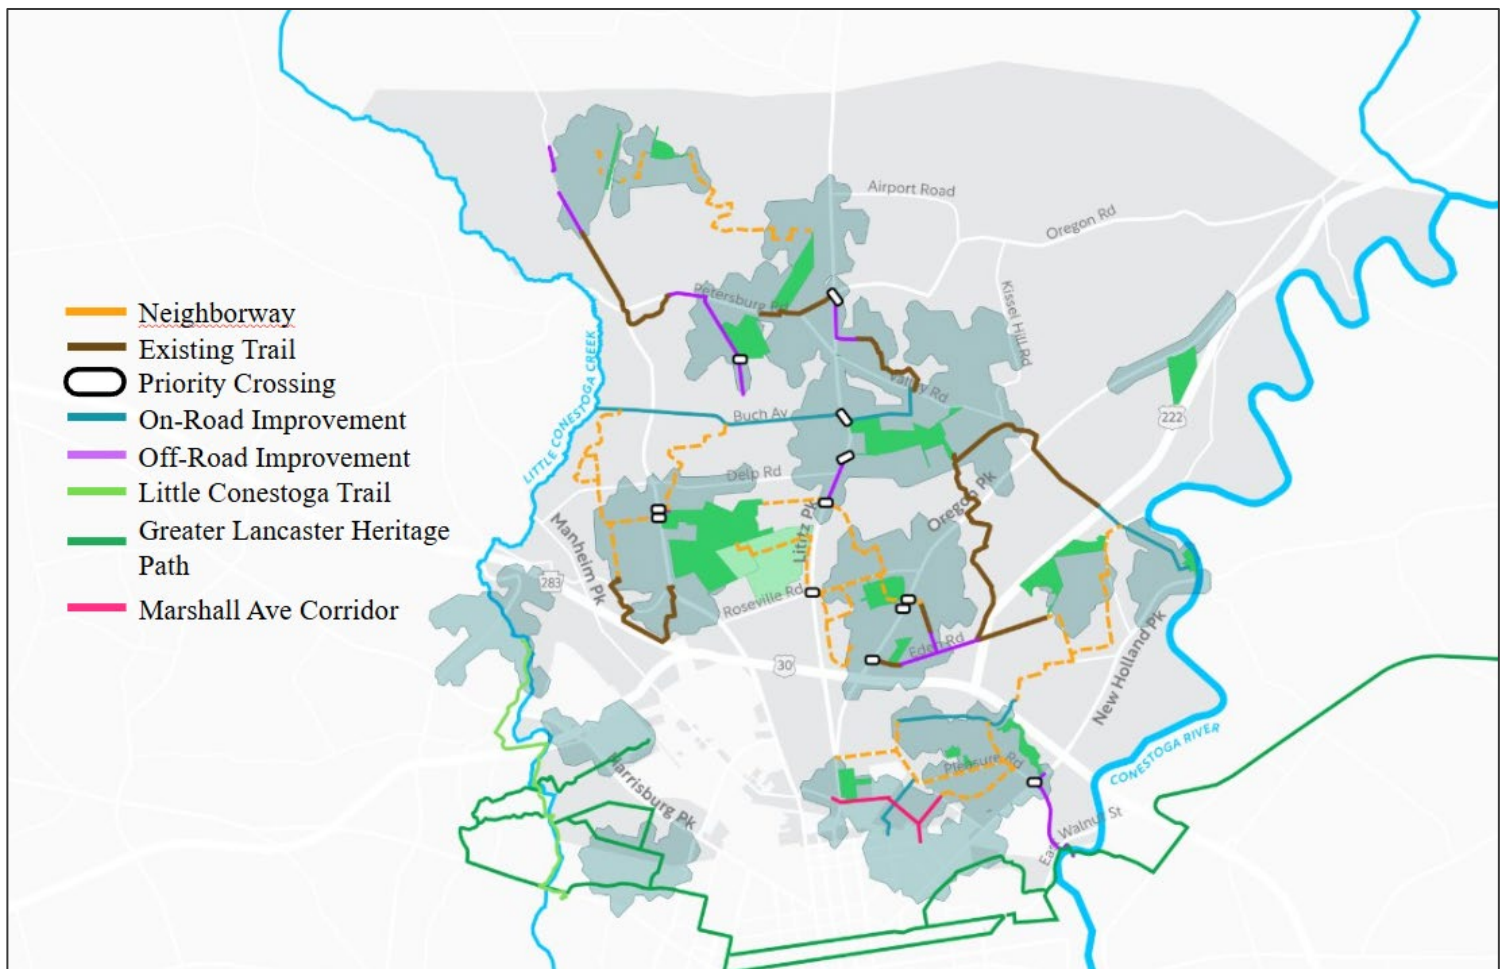 Airport Road
Oregon Rd
Kissel Hill Rd
Petersburg Rd
Neighborway
Existing Trail
Priority Crossing
On-Road Improvement
Off-Road Improvement
Little Conestoga Trail
Greater Lancaster Heritage
Path
Marshall Ave Corridor
LITTLE CONESTOGA CREEK
Valley Rd
Buch Av
222
Delp Rd
Oregon Pk
Lititz Pk
Manheim Pk
283
Roseville Rd
Eden Rd
30
New Holland Pk
CONESTOGA RIVER
Pleasure Rd
Harrisburg Pk
East Walnut St